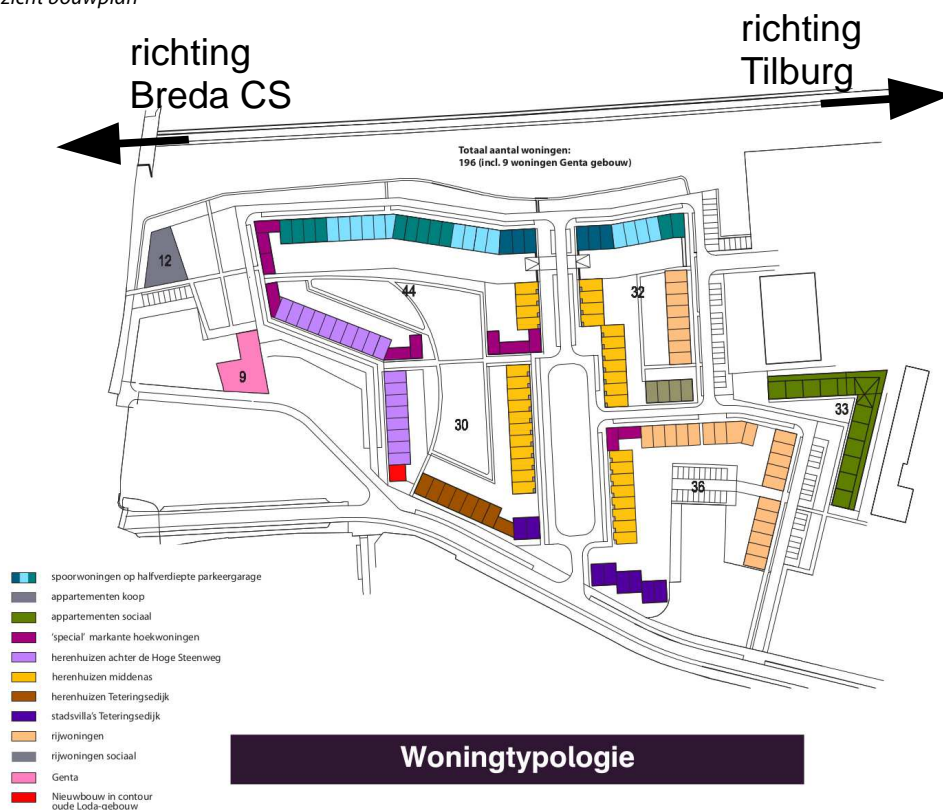 zicht bouwplan
richting
Breda CS
richting
Tilburg
Totaal aantal woningen:
196 (incl. 9 woningen Genta gebouw)
12
44
32
9
30
33
36
spoorwoningen op halfverdiepte parkeergarage
appartementen koop
appartementen sociaal
'special' markante hoekwoningen
herenhuizen achter de Hoge Steenweg
herenhuizen middenas
herenhuizen Teteringsedijk
stadsvilla's Teteringsedijk
rijwoningen
rijwoningen sociaal
Genta
Nieuwbouw in contour
oude Loda-gebouw
Woningtypologie